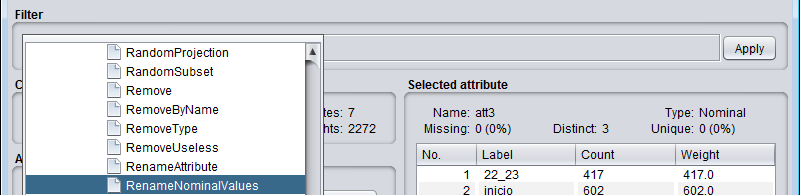 Filter
RandomProjection
RandomSubset
Remove
RemoveByName
RemoveType
RemoveUseless
RenameAttribute
RenameNominalValues
Apply
C
tes: 7
hts: 2272
A
Selected attribute
Name: att3 Type: Nominal
Missing: 0 (0%) Distinct: 3 Unique: 0 (0%)
No. Label Count Weight
1 22_23 417 417.0
2 inicio 602 602.0